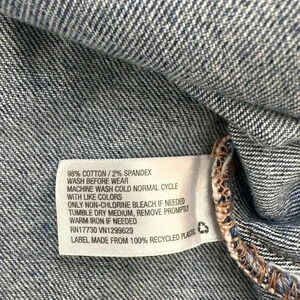 98% COTTON / 2% SPANDEX
WASH BEFORE WEAR
MACHINE WASH COLD NORMAL CYCLE
WITH LIKE COLORS
ONLY NON-CHLORINE BLEACH IF NEEDED
TUMBLE DRY MEDIUM, REMOVE PROMPTLY
WARM IRON IF NEEDED
RN17730 VN1299629
LABEL MADE FROM 100% RECYCLED PLASTIC